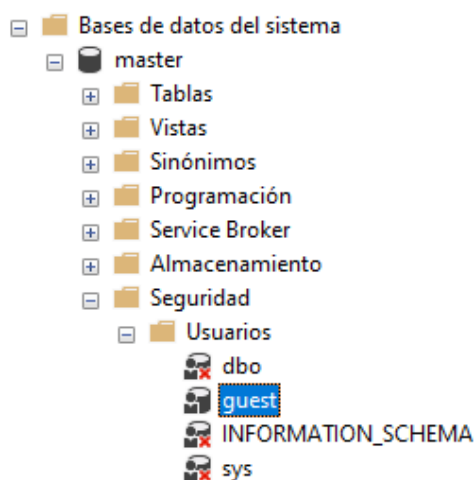 Bases de datos del sistema
master
Tablas
Vistas
Sinónimos
Programación
Service Broker
Almacenamiento
Seguridad
Usuarios
dbo
guest
INFORMATION_SCHEMA
sys